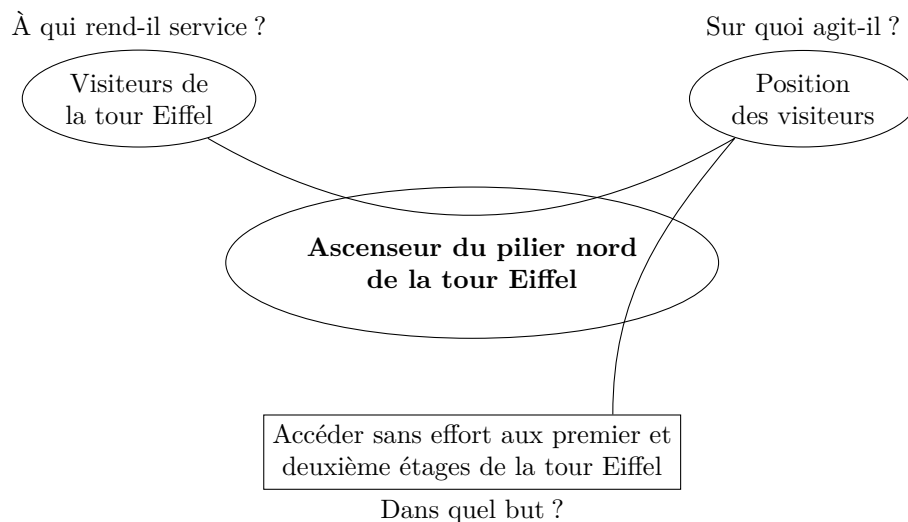 À qui rend-il service ?
Sur quoi agit-il ?
Visiteurs de
la tour Eiffel
Position
des visiteurs
Ascenseur du pilier nord
de la tour Eiffel
Accéder sans effort aux premier et
deuxième étages de la tour Eiffel
Dans quel but ?